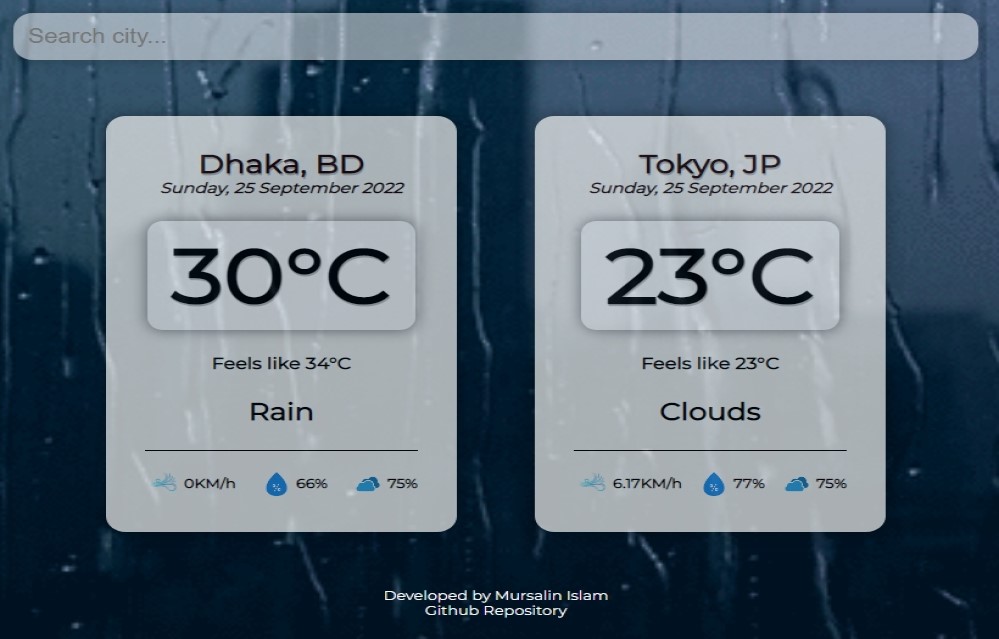 Search city...
Dhaka, BD
Sunday, 25 September 2022
30°C
Feels like 34°C
Rain
0KM/h 66% 75%
Tokyo, JP
Sunday, 25 September 2022
23°C
Feels like 23°C
Clouds
6.17KM/h 77% 75%
Developed by Mursalin Islam
Github Repository